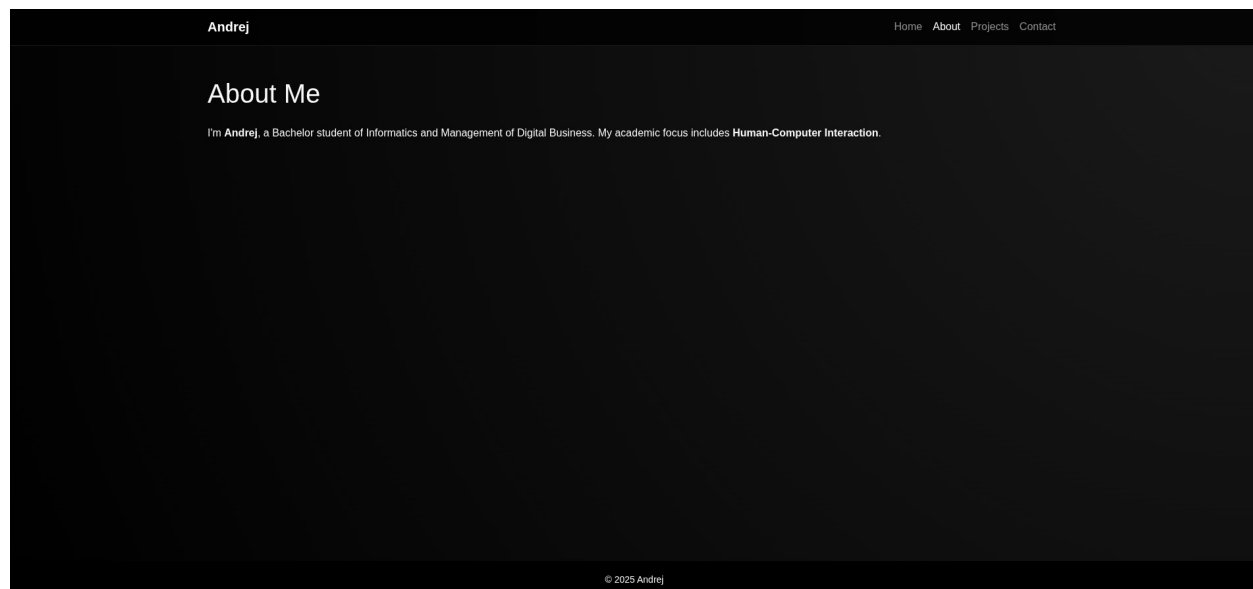 Andrej
Home About Projects Contact
About Me
I'm Andrej, a Bachelor student of Informatics and Management of Digital Business. My academic focus includes Human-Computer Interaction.
© 2025 Andrej